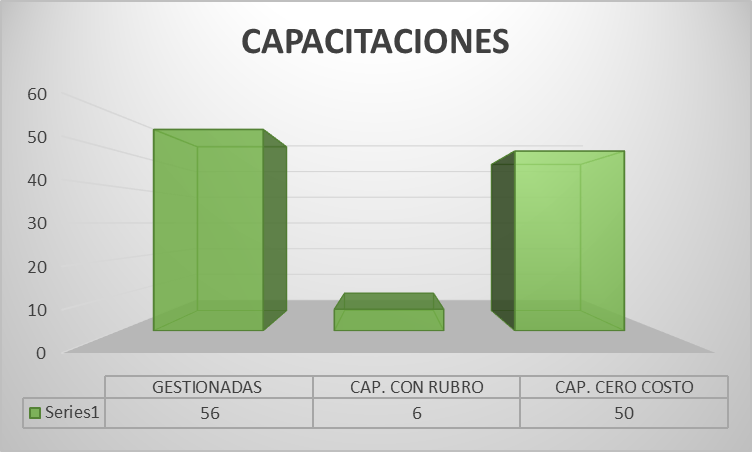 CAPACITACIONES
60
50
40
30
20
10
0
GESTIONADAS CAP. CON RUBRO CAP. CERO COSTO
Series1 56 6 50